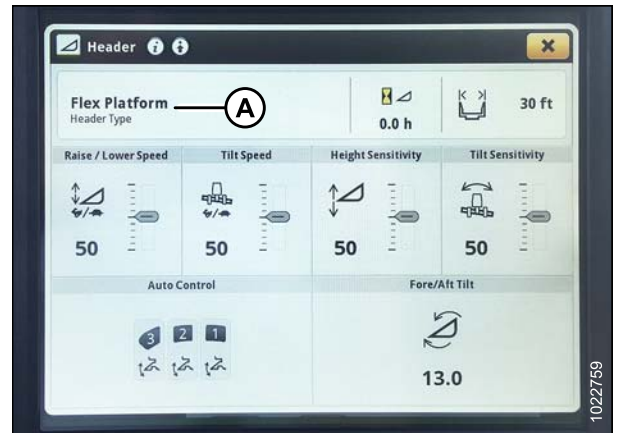 Header
Flex Platform
Header Type
A
0.0 h
30 ft
Raise / Lower Speed
Tilt Speed
Height Sensitivity
Tilt Sensitivity
50
50
50
50
Auto Control
Fore/Aft Tilt
3 2 1
13.0
1022759